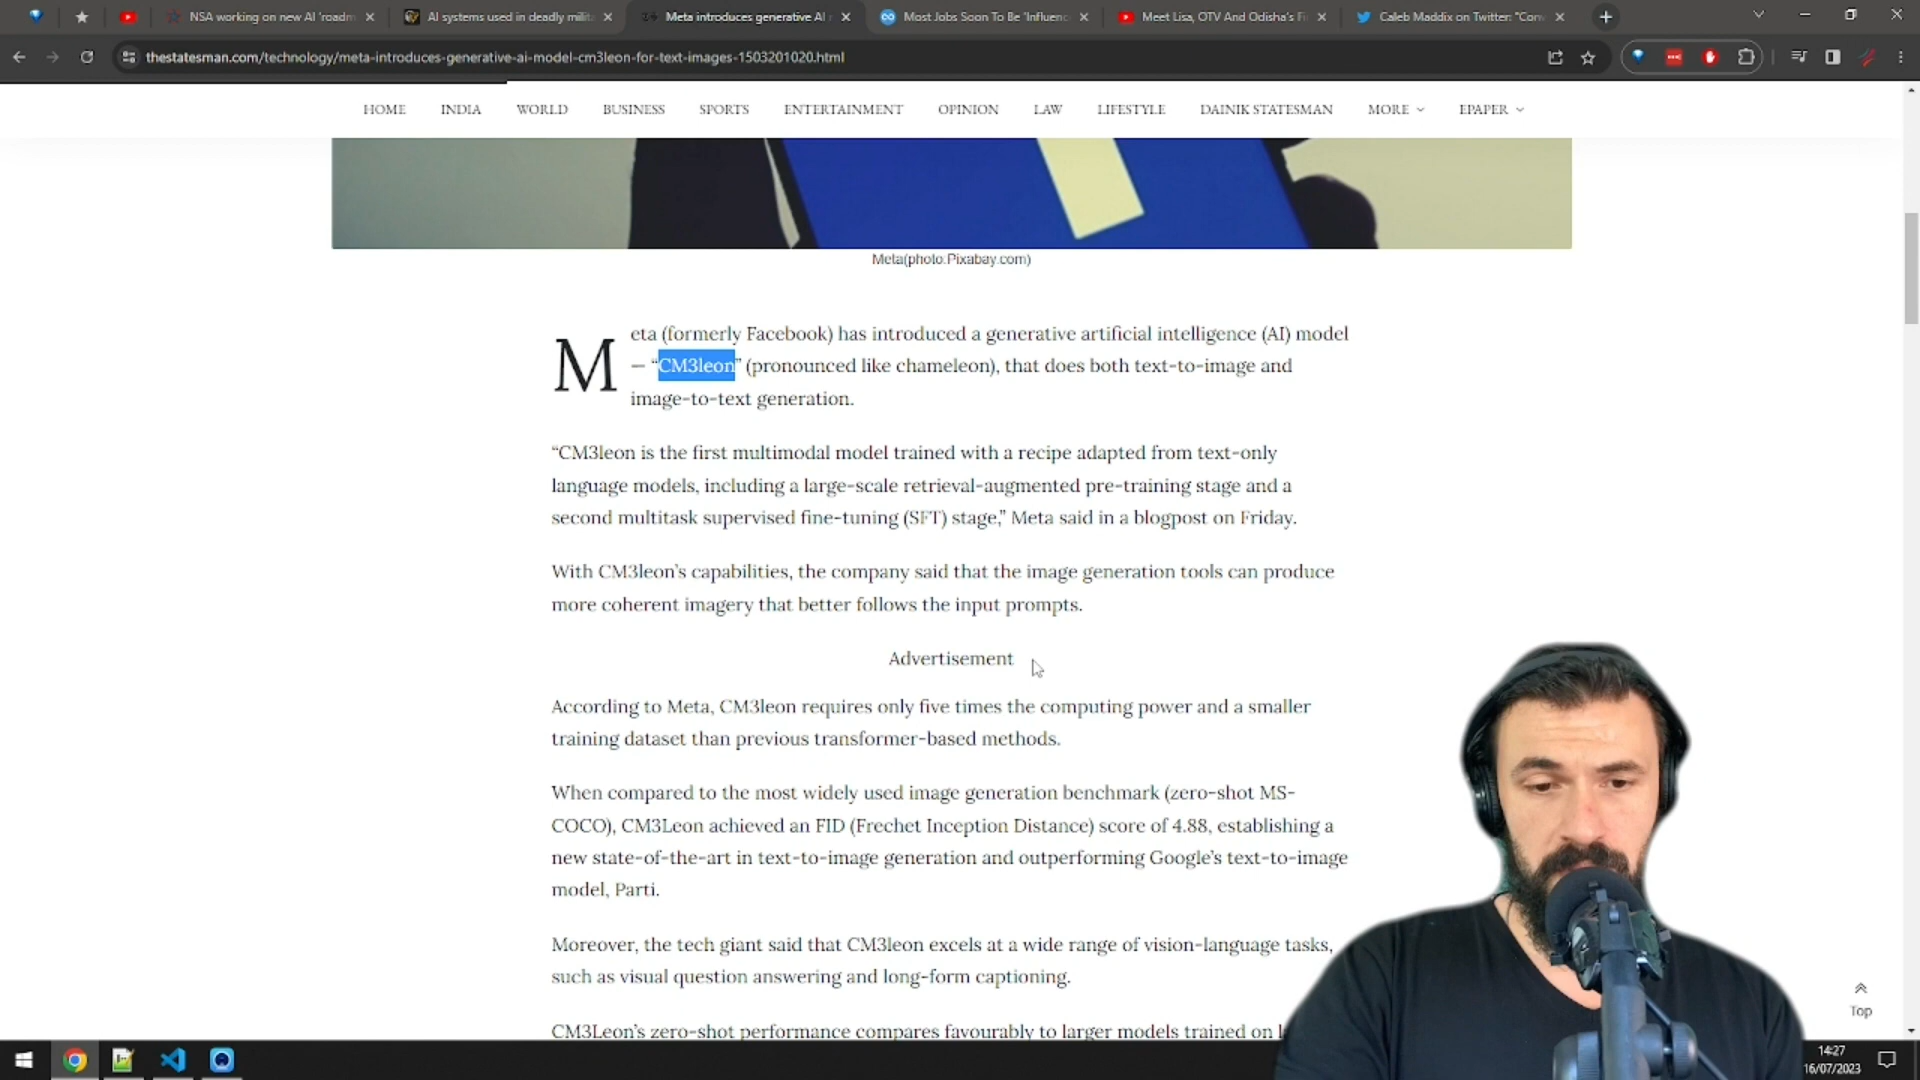 NSA working on new AI 'roadm
AI systems used in deadly milita
Meta introduces generative AI
Most Jobs Soon To Be 'Influenc
Meet Lisa, OTV And Odisha's Fi
Caleb Maddix on Twitter: "Conv
thestatesman.com/technology/meta-introduces-generative-ai-model-cm3leon-for-text-images-1503201020.html
HOME INDIA WORLD BUSINESS SPORTS ENTERTAINMENT OPINION LAW LIFESTYLE DAINIK STATESMAN MORE EPAPER
Meta(photo:Pixabay.com)
Meta (formerly Facebook) has introduced a generative artificial intelligence (AI) model
– “CM3leon” (pronounced like chameleon), that does both text-to-image and
image-to-text generation.
“CM3leon is the first multimodal model trained with a recipe adapted from text-only
language models, including a large-scale retrieval-augmented pre-training stage and a
second multitask supervised fine-tuning (SFT) stage,” Meta said in a blogpost on Friday.
With CM3leon’s capabilities, the company said that the image generation tools can produce
more coherent imagery that better follows the input prompts.
Advertisement
According to Meta, CM3leon requires only five times the computing power and a smaller
training dataset than previous transformer-based methods.
When compared to the most widely used image generation benchmark (zero-shot MS-
COCO), CM3Leon achieved an FID (Frechet Inception Distance) score of 4.88, establishing a
new state-of-the-art in text-to-image generation and outperforming Google’s text-to-image
model, Parti.
Moreover, the tech giant said that CM3leon excels at a wide range of vision-language tasks,
such as visual question answering and long-form captioning.
CM3Leon’s zero-shot performance compares favourably to larger models trained on
Top
14:27
16/07/2023